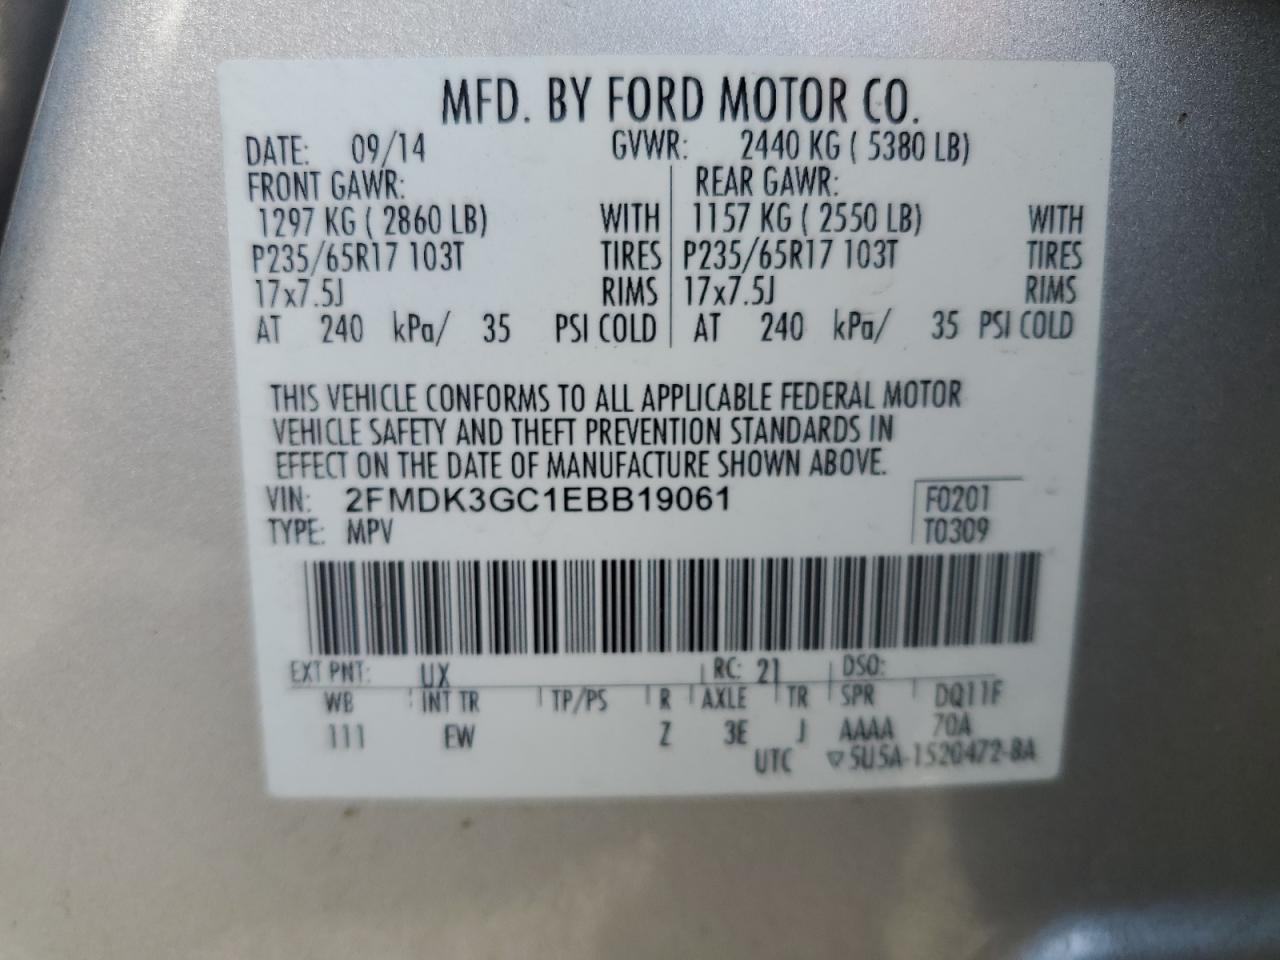 MFD. BY FORD MOTOR CO.
DATE: 09/14 GVWR: 2440 KG ( 5380 LB)
FRONT GAWR: REAR GAWR:
1297 KG ( 2860 LB) WITH 1157 KG ( 2550 LB) WITH
P235/65R17 103T TIRES P235/65R17 103T TIRES
17x7.5J RIMS 17x7.5J RIMS
AT 240 kPa/ 35 PSI COLD AT 240 kPa/ 35 PSI COLD
THIS VEHICLE CONFORMS TO ALL APPLICABLE FEDERAL MOTOR
VEHICLE SAFETY AND THEFT PREVENTION STANDARDS IN
EFFECT ON THE DATE OF MANUFACTURE SHOWN ABOVE.
VIN: 2FMDK3GC1EBB19061 F0201
TYPE: MPV T0309
EXT PNT: UX RC: 21 DSO:
WB INT TR TP/PS R AXLE TR SPR DQ11F
111 EW Z 3E J AAAA 70A
UTC ▽5U5A-1520472-BA